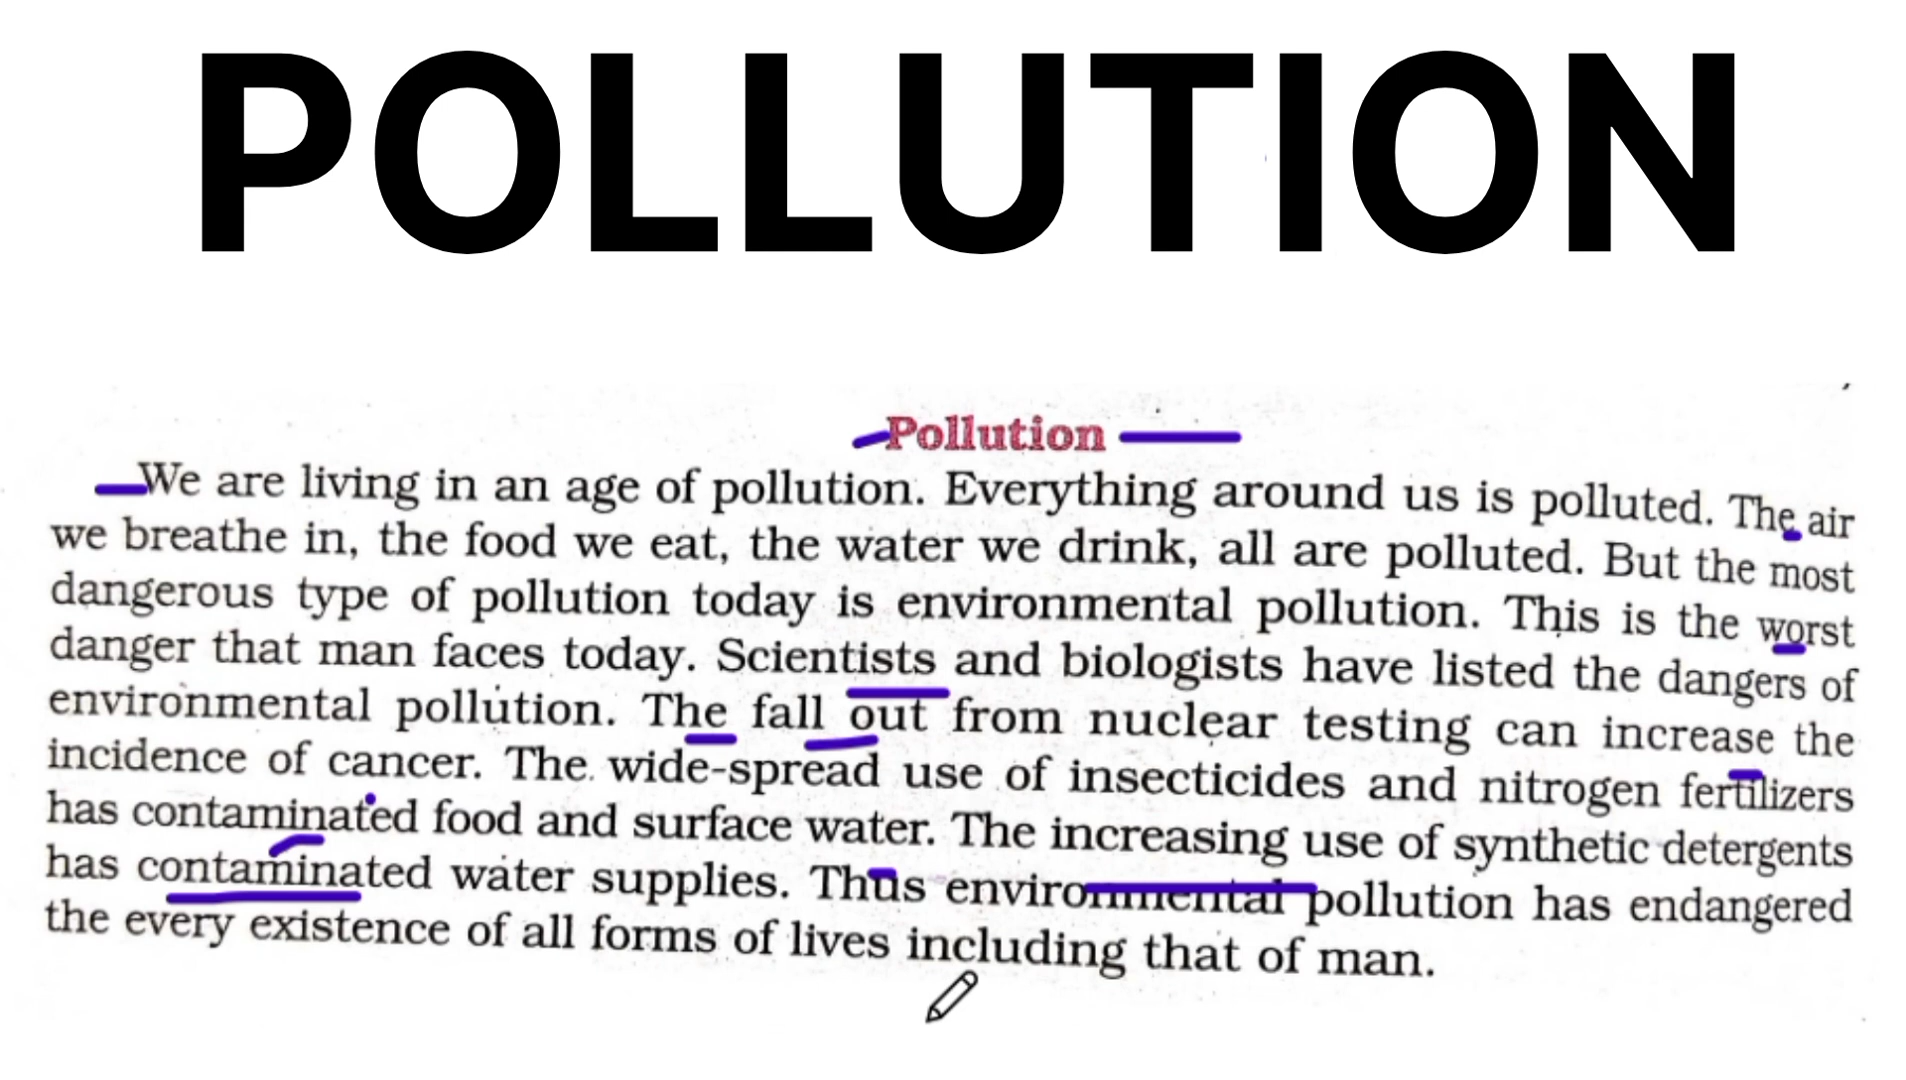 POLLUTION
Pollution
We are living in an age of pollution. Everything around us is polluted. The air
we breathe in, the food we eat, the water we drink, all are polluted. But the most
dangerous type of pollution today is environmental pollution. This is the worst
danger that man faces today. Scientists and biologists have listed the dangers of
environmental pollution. The fall out from nuclear testing can increase the
incidence of cancer. The wide-spread use of insecticides and nitrogen fertilizers
has contaminated food and surface water. The increasing use of synthetic detergents
has contaminated water supplies. Thus environmental pollution has endangered
the every existence of all forms of lives including that of man.